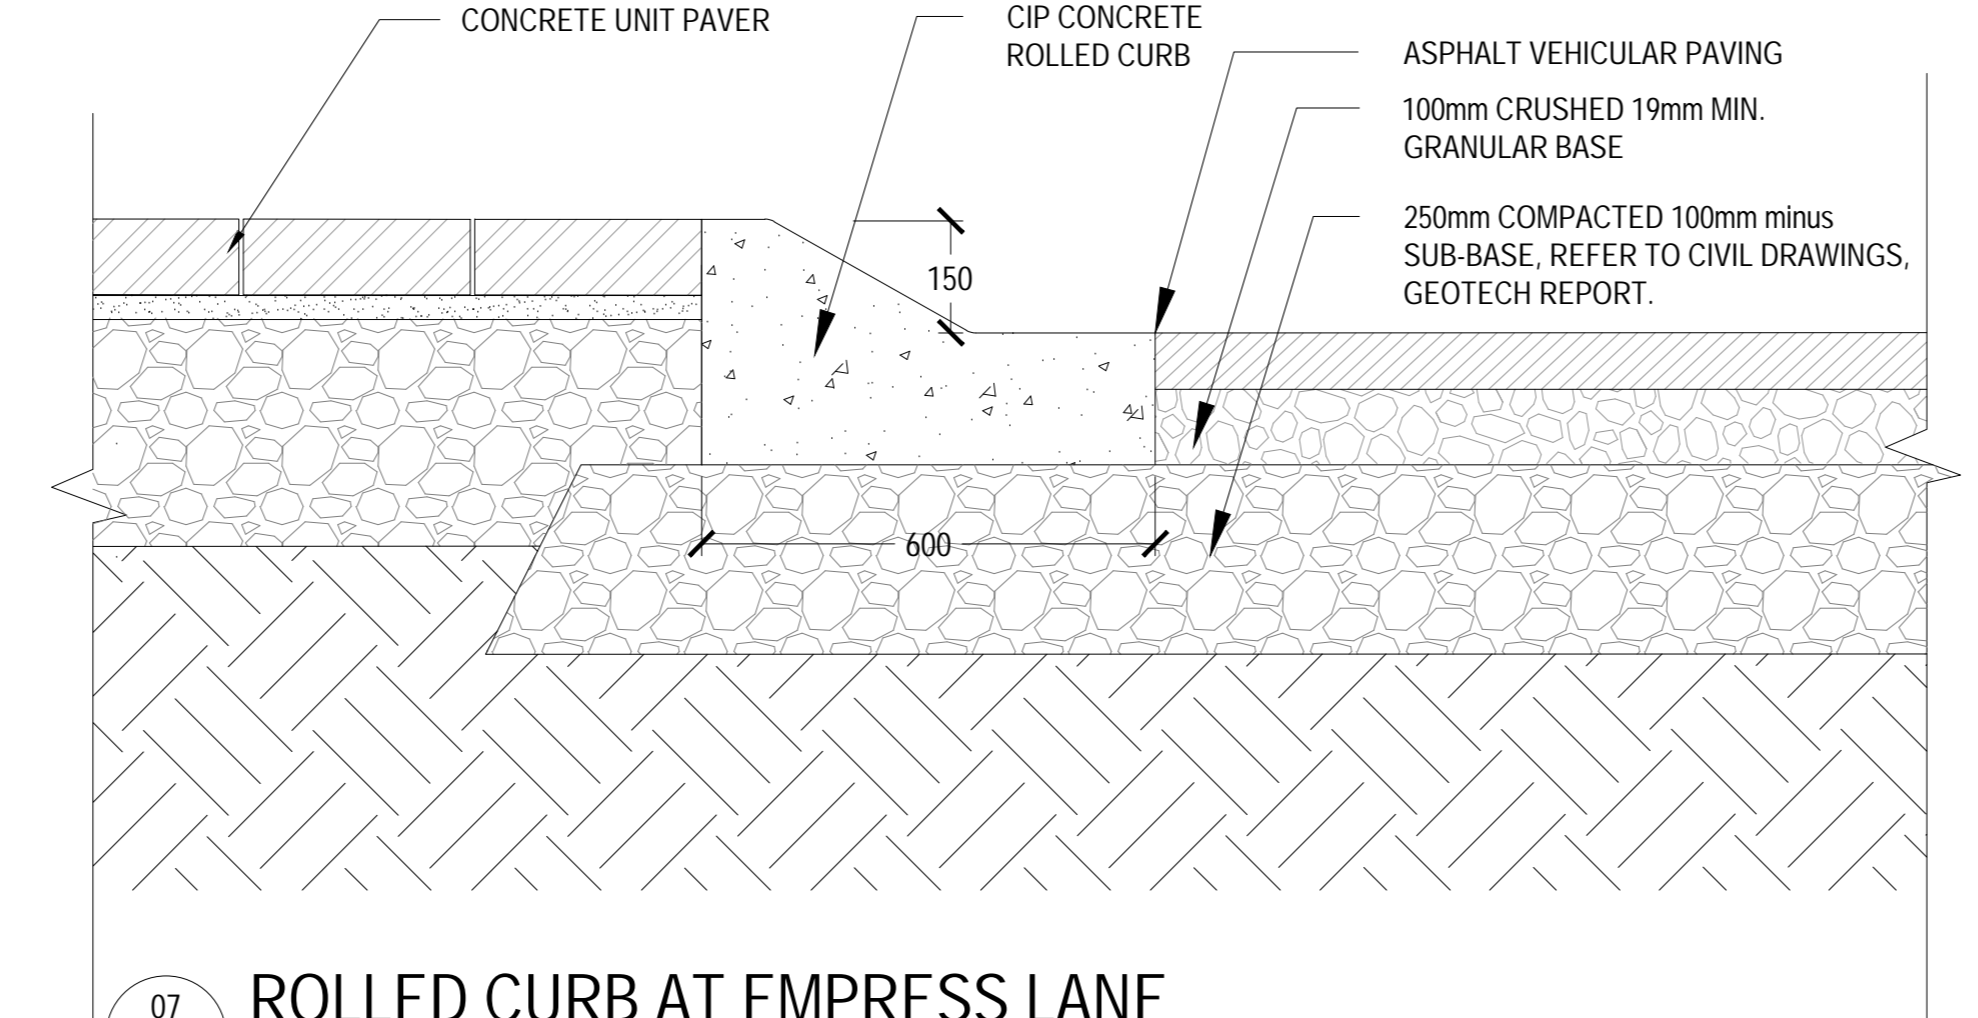 CONCRETE UNIT PAVER
CIP CONCRETE
ROLLED CURB
ASPHALT VEHICULAR PAVING
100mm CRUSHED 19mm MIN.
GRANULAR BASE
250mm COMPACTED 100mm minus
SUB-BASE, REFER TO CIVIL DRAWINGS,
GEOTECH REPORT.
150
600
07
ROLLED CURB AT EMPRESS LANE